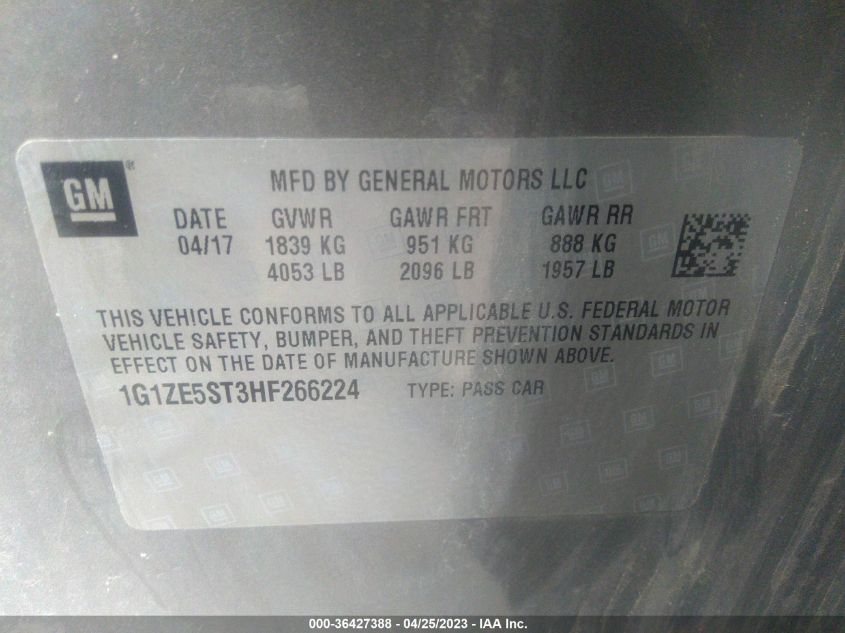 GM ®
MFD BY GENERAL MOTORS LLC
DATE GVWR GAWR FRT GAWR RR
04/17 1839 KG 951 KG 888 KG
4053 LB 2096 LB 1957 LB
THIS VEHICLE CONFORMS TO ALL APPLICABLE U.S. FEDERAL MOTOR
VEHICLE SAFETY, BUMPER, AND THEFT PREVENTION STANDARDS IN
EFFECT ON THE DATE OF MANUFACTURE SHOWN ABOVE.
1G1ZE5ST3HF266224 TYPE: PASS CAR
000-36427388 - 04/25/2023 - IAA Inc.